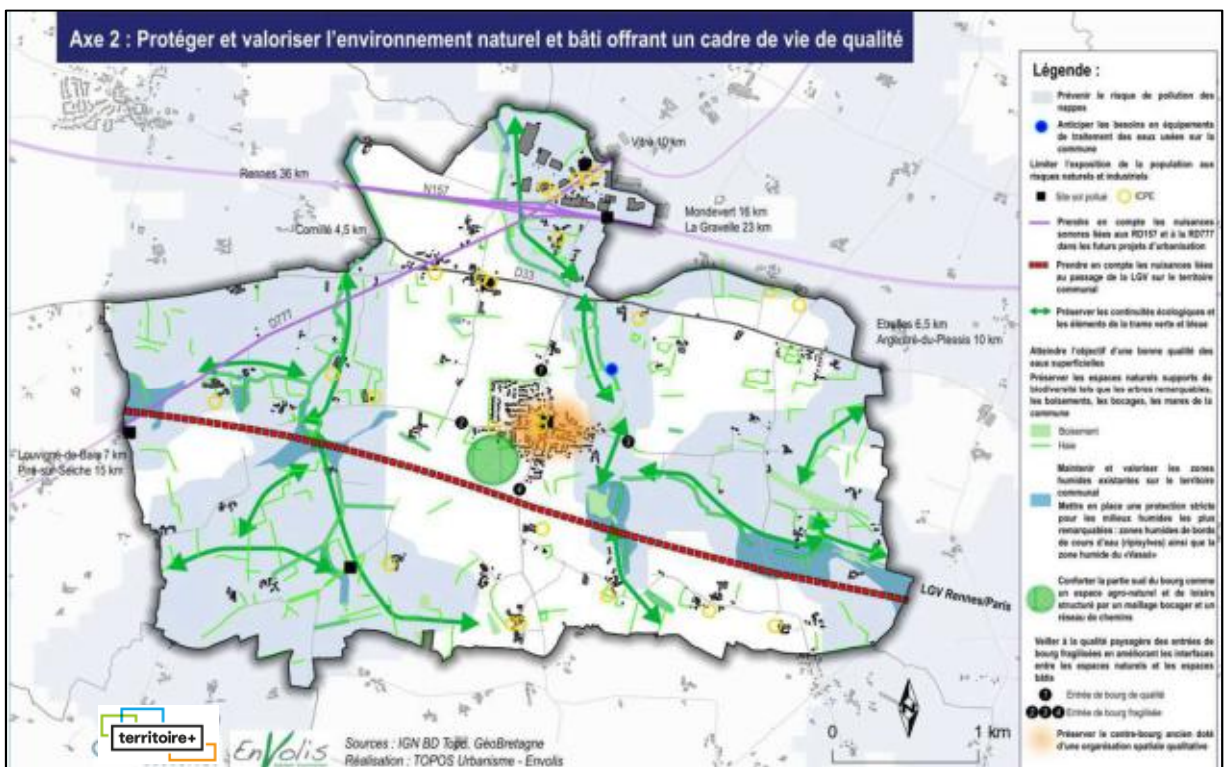 Axe 2 : Protéger et valoriser l'environnement naturel et bâti offrant un cadre de vie de qualité
Vitré 10 km
Rennes 36 km
N157
Mondevert 16 km
La Gravelle 23 km
Cornillé 4,5 km
D33
D777
Etrelles 6,5 km
Argentré-du-Plessis 10 km
Louvigné-de-Bais 7 km
Piré-sur-Seiche 15 km
LGV Rennes/Paris
0
1 km
territoire+
EnVolis
Sources : IGN BD Topo, GéoBretagne
Réalisation : TOPOS Urbanisme - Envolis
Légende :
Prévenir le risque de pollution des
nappes
Anticiper les besoins en équipements
de traitement des eaux usées sur la
commune
Limiter l'exposition de la population aux
risques naturels et industriels
Site sol pollué
ICPE
Prendre en compte les nuisances
sonores liées aux RD157 et à la RD777
dans les futurs projets d'urbanisation
Prendre en compte les nuisances liées
au passage de la LGV sur le territoire
communal
Préserver les continuités écologiques et
les éléments de la trame verte et bleue
Atteindre l'objectif d'une bonne qualité des
eaux superficielles
Préserver les espaces naturels supports de
biodiversité tels que les arbres remarquables,
les boisements, les bocages, les mares de la
commune
Boisement
Haie
Maintenir et valoriser les zones
humides existantes sur le territoire
communal
Mettre en place une protection stricte
pour les milieux humides les plus
remarquables : zones humides de bords
de cours d'eau (ripisylves) ainsi que la
zone humide du «Vassé»
Conforter la partie sud du bourg comme
un espace agro-naturel et de loisirs
structuré par un maillage bocager et un
réseau de chemins
Veiller à la qualité paysagère des entrées de
bourg fragilisées en améliorant les interfaces
entre les espaces naturels et les espaces
bâtis
1 Entrée de bourg de qualité
2 3 4 Entrée de bourg fragilisée
Préserver le centre-bourg ancien doté
d'une organisation spatiale qualitative